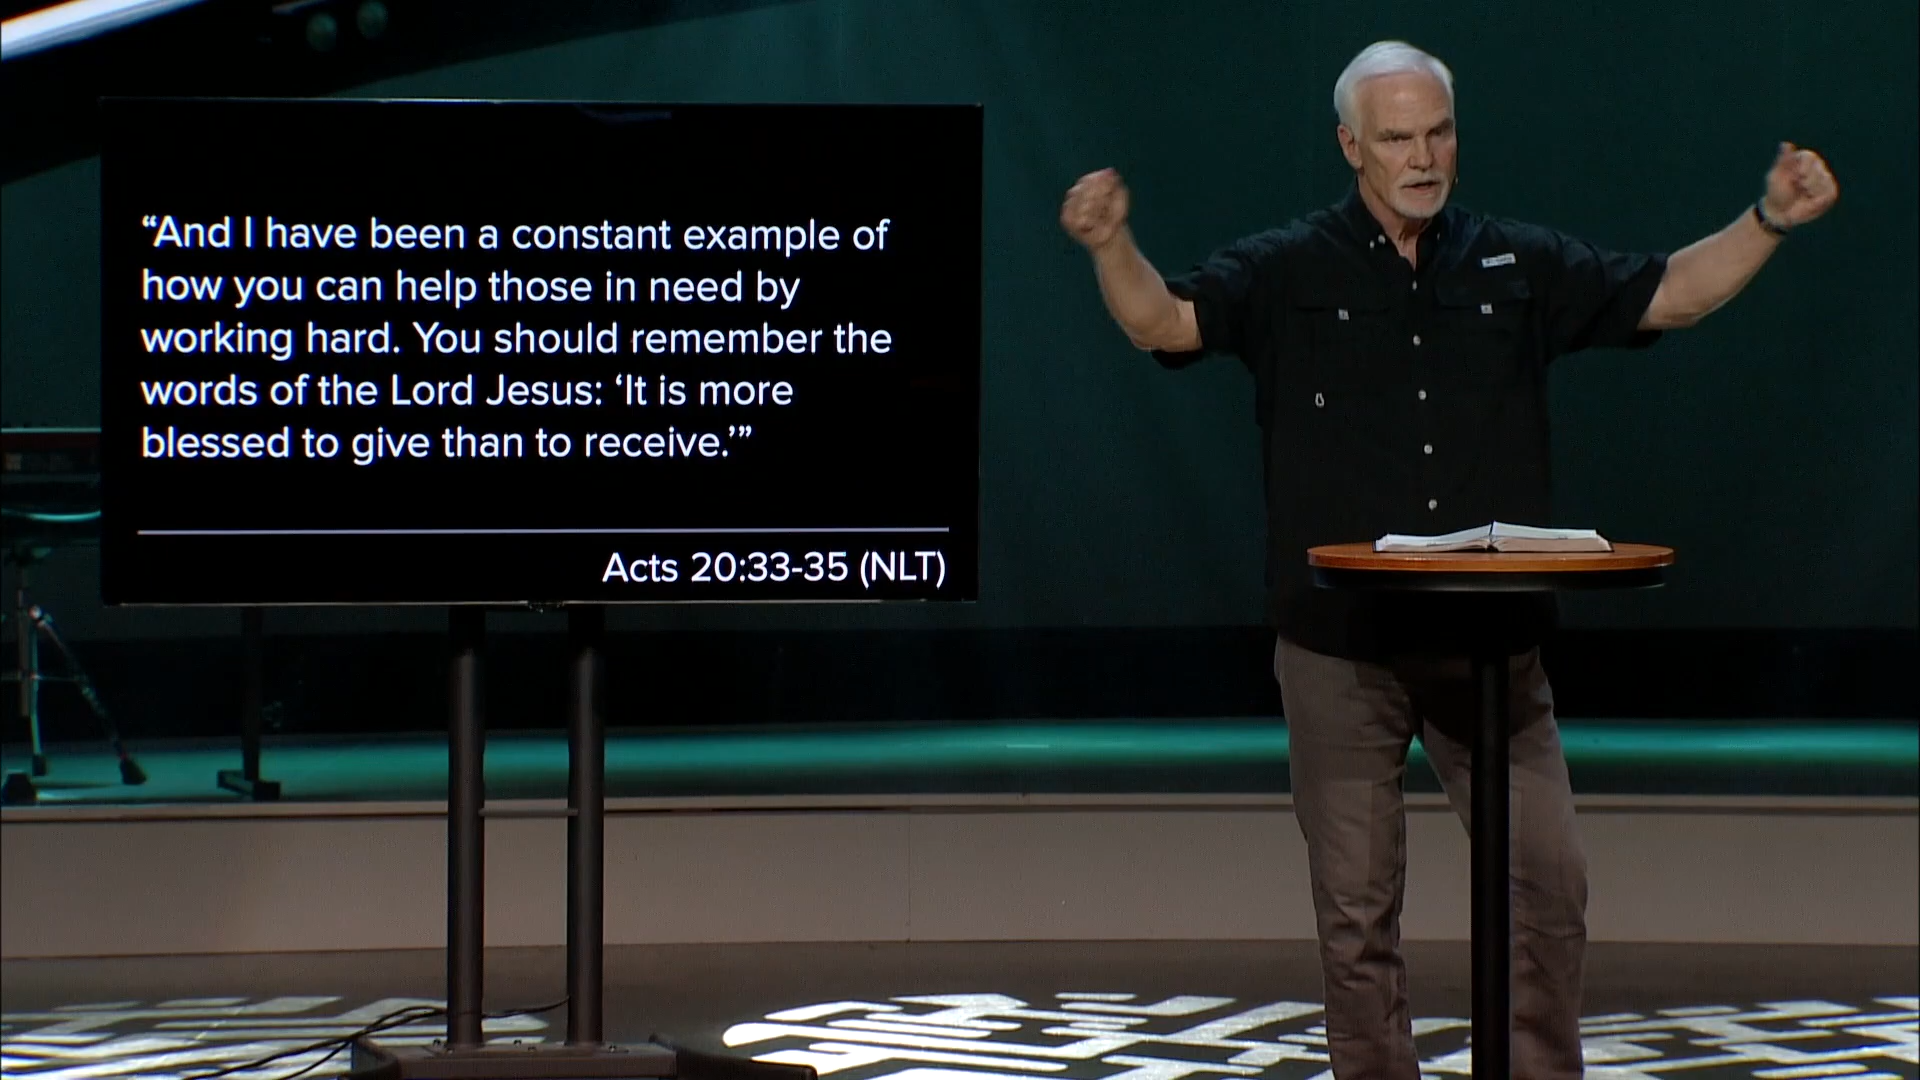 “And I have been a constant example of
how you can help those in need by
working hard. You should remember the
words of the Lord Jesus: ‘It is more
blessed to give than to receive.’”
Acts 20:33-35 (NLT)